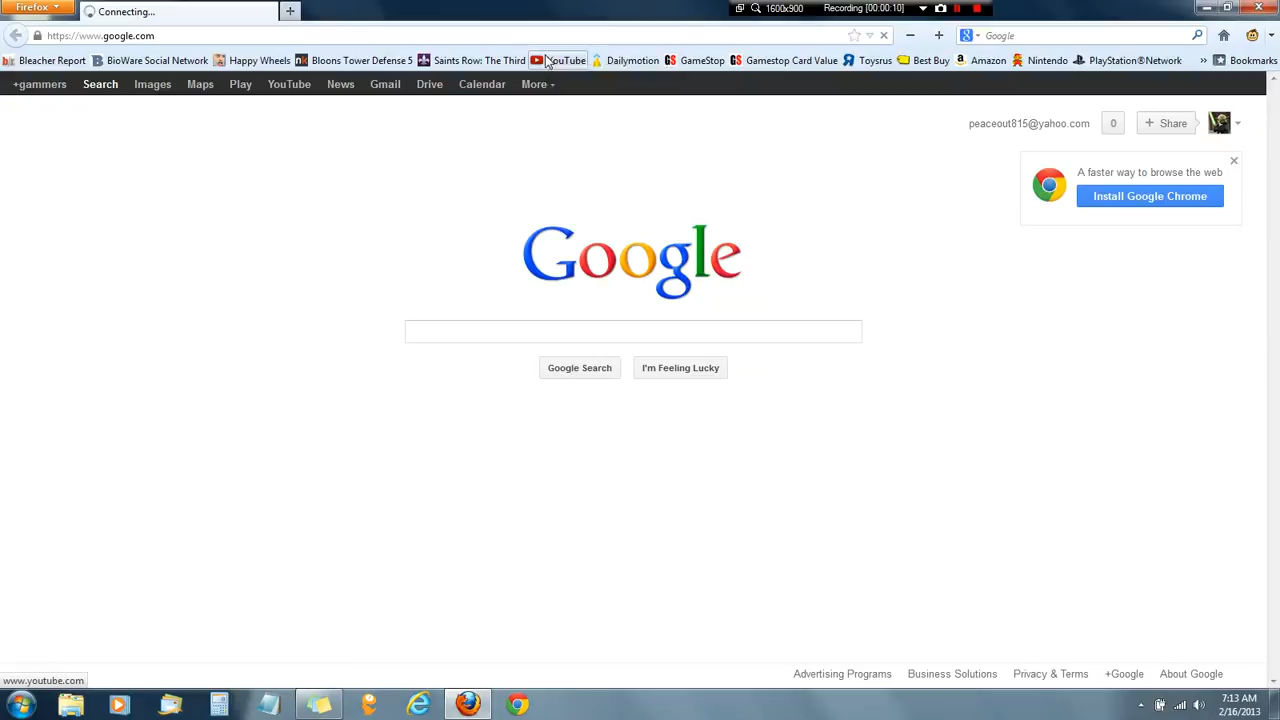 Firefox
Connecting...
1600x900
Recording [00:00:10]
https://www.google.com
Google
Bleacher Report
BioWare Social Network
Happy Wheels
Bloons Tower Defense 5
Saints Row: The Third
YouTube
Dailymotion
GameStop
Gamestop Card Value
Toysrus
Best Buy
Amazon
Nintendo
PlayStation®Network
Bookmarks
+gammers
Search
Images
Maps
Play
YouTube
News
Gmail
Drive
Calendar
More
peaceout815@yahoo.com
0
+ Share
A faster way to browse the web
Install Google Chrome
Google
Google Search
I'm Feeling Lucky
Advertising Programs
Business Solutions
Privacy & Terms
+Google
About Google
www.youtube.com
7:13 AM
2/16/2013